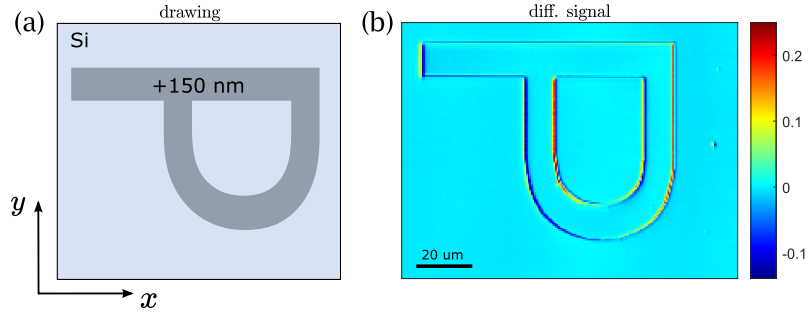 (a)
drawing
Si
+150 nm
y
x
(b)
diff. signal
20 um
0.2
0.1
0
-0.1